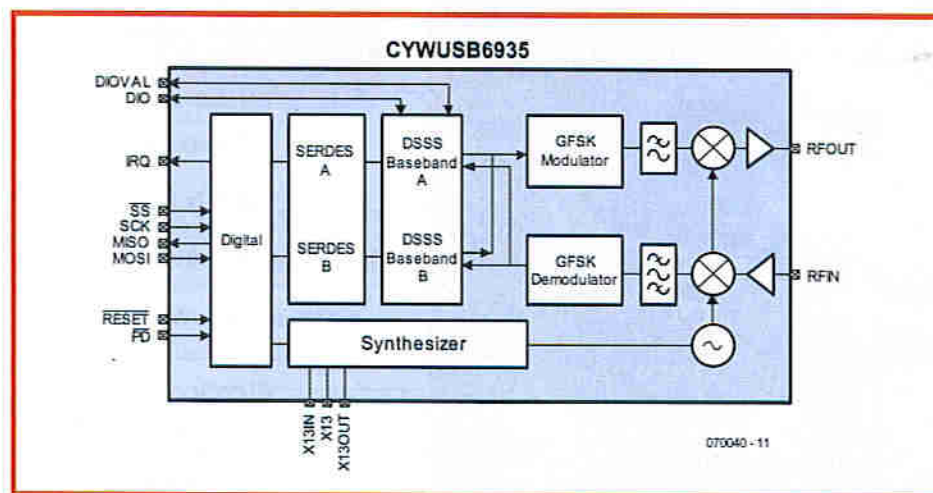 CYWUSB6935
DIOVAL
DIO
IRQ
SS
SCK
MISO
MOSI
RESET
PD
Digital
SERDES
A
SERDES
B
DSSS
Baseband
A
DSSS
Baseband
B
GFSK
Modulator
GFSK
Demodulator
Synthesizer
RFOUT
RFIN
X13IN
X13
X13OUT
070040 - 11